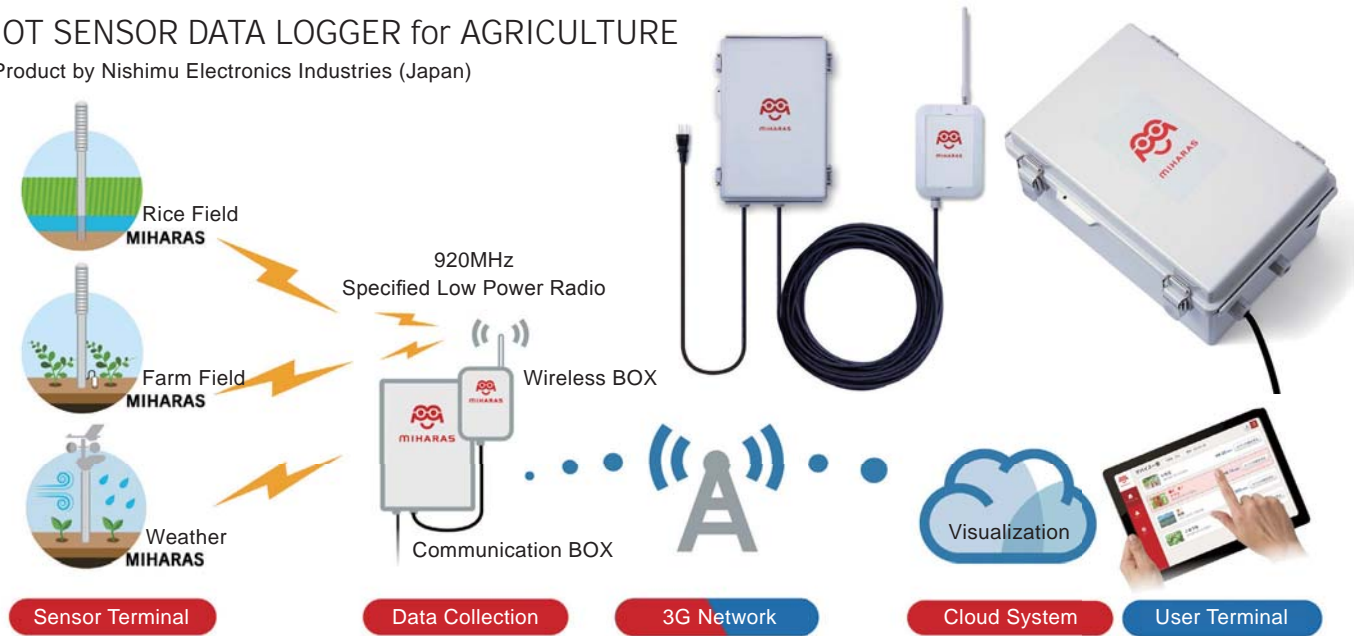 OT SENSOR DATA LOGGER for AGRICULTURE
Product by Nishimu Electronics Industries (Japan)
MIHARAS
MIHARAS
MIHARAS
Rice Field
MIHARAS
920MHz
Specified Low Power Radio
Farm Field
MIHARAS
Wireless BOX
MIHARAS
MIHARAS
Weather
MIHARAS
Communication BOX
Visualization
Sensor Terminal
Data Collection
3G Network
Cloud System
User Terminal